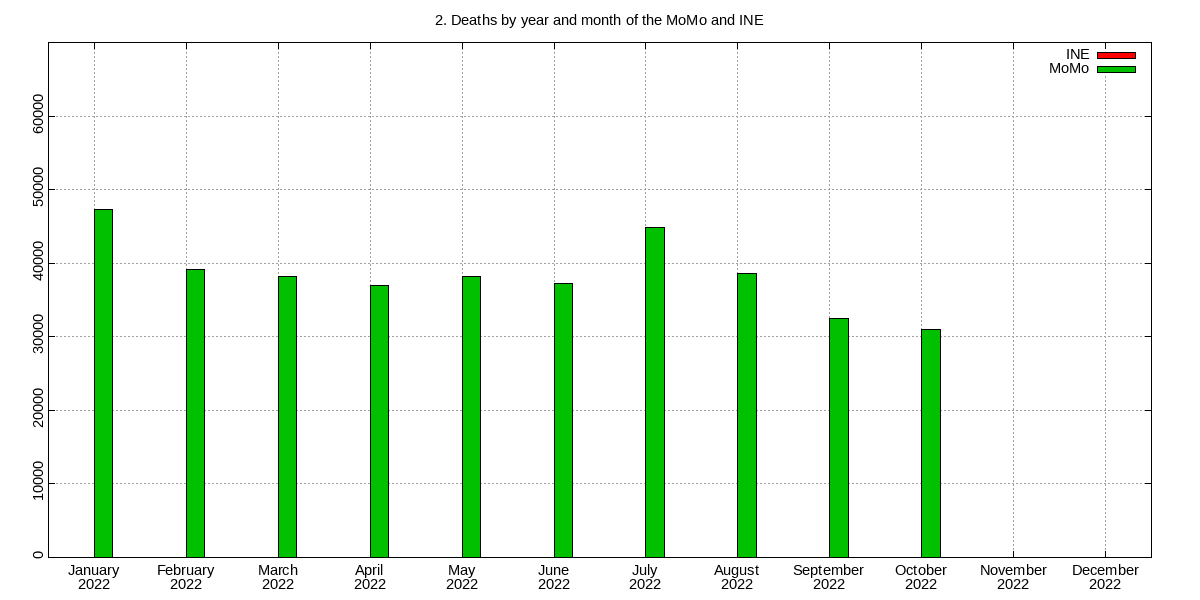 2. Deaths by year and month of the MoMo and INE
INE
MoMo
60000
50000
40000
30000
20000
10000
0
January February March April May June July August September October November December
2022 2022 2022 2022 2022 2022 2022 2022 2022 2022 2022 2022